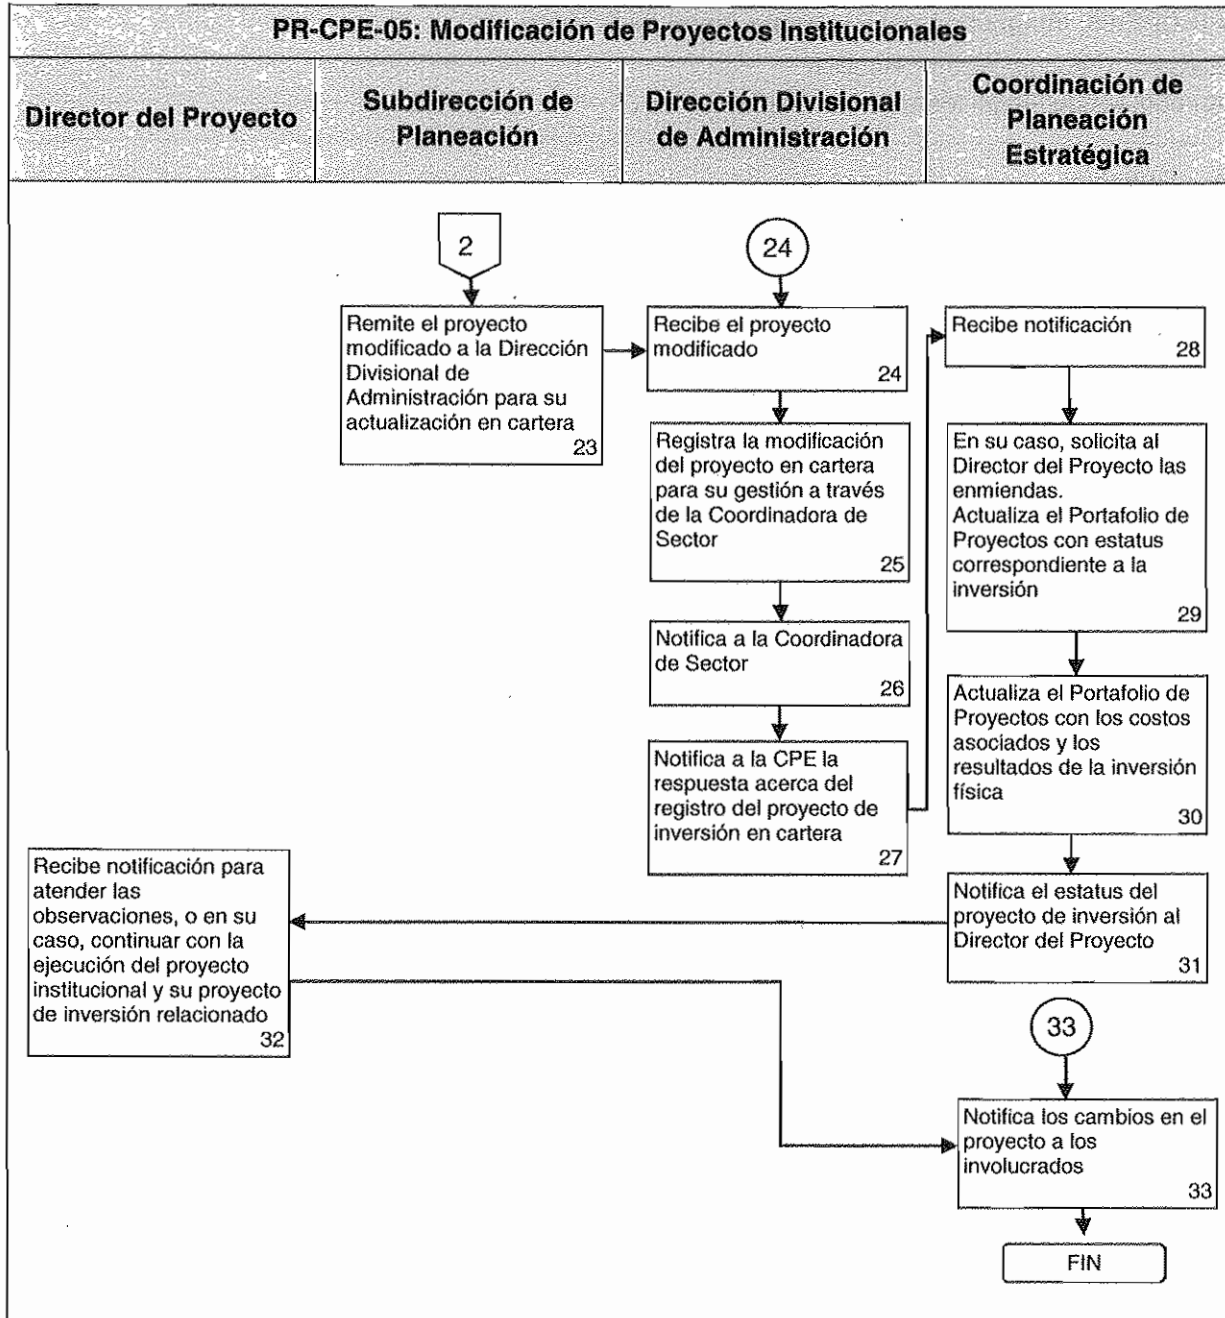 PR-CPE-05: Modificación de Proyectos Institucionales
Director del Proyecto
Subdirección de
Planeación
Dirección Divisional
de Administración
Coordinación de
Planeación
Estratégica
2
24
Remite el proyecto
modificado a la Dirección
Divisional de
Administración para su
actualización en cartera
23
Recibe el proyecto
modificado
24
Recibe notificación
28
Registra la modificación
del proyecto en cartera
para su gestión a través
de la Coordinadora de
Sector
25
En su caso, solicita al
Director del Proyecto las
enmiendas.
Actualiza el Portafolio de
Proyectos con estatus
correspondiente a la
inversión
29
Notifica a la Coordinadora
de Sector
26
Actualiza el Portafolio de
Proyectos con los costos
asociados y los
resultados de la inversión
física
30
Notifica a la CPE la
respuesta acerca del
registro del proyecto de
inversión en cartera
27
Recibe notificación para
atender las
observaciones, o en su
caso, continuar con la
ejecución del proyecto
institucional y su proyecto
de inversión relacionado
32
Notifica el estatus del
proyecto de inversión al
Director del Proyecto
31
33
Notifica los cambios en el
proyecto a los
involucrados
33
FIN